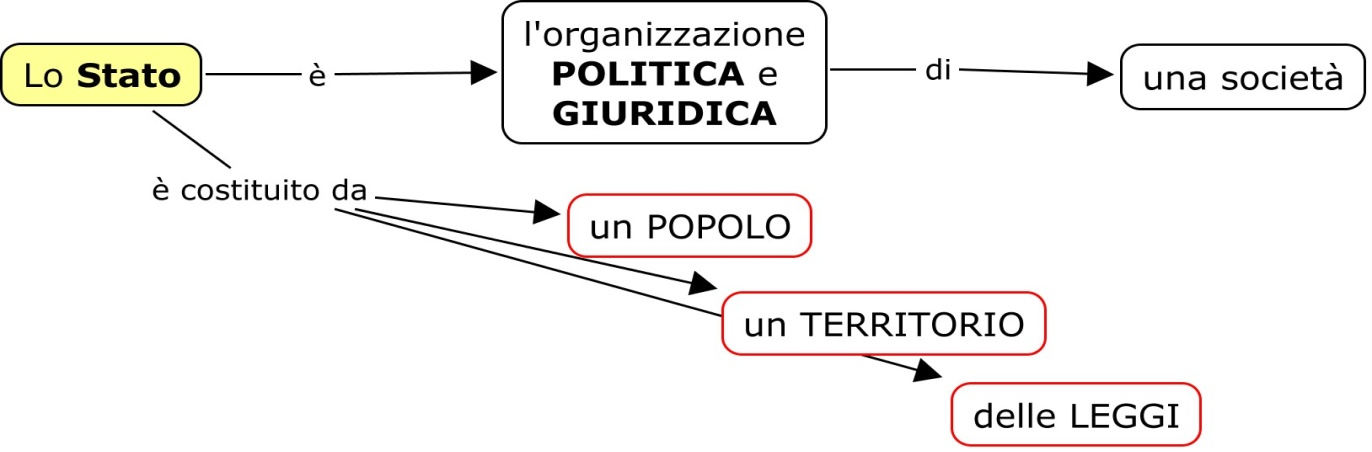 Lo Stato
è
l'organizzazione
POLITICA e
GIURIDICA
di
una società
è costituito da
un POPOLO
un TERRITORIO
delle LEGGI